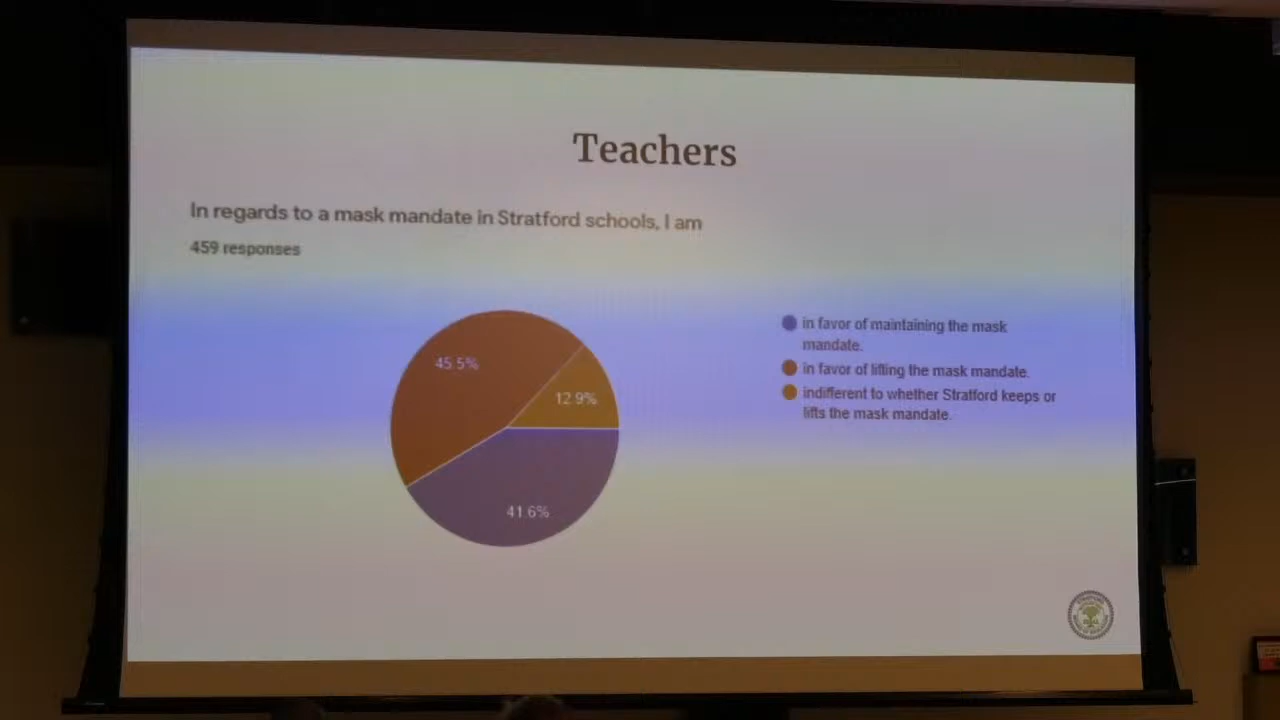 Teachers
In regards to a mask mandate in Stratford schools, I am
459 responses
45.5%
12.9%
41.6%
in favor of maintaining the mask
mandate.
in favor of lifting the mask mandate.
indifferent to whether Stratford keeps or
lifts the mask mandate.